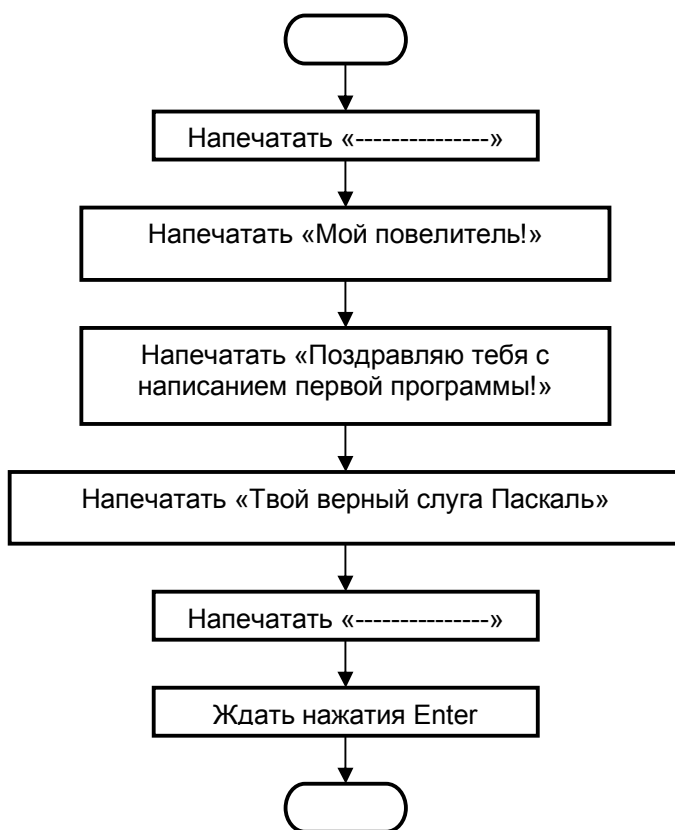 Напечатать «---------------»
Напечатать «Мой повелитель!»
Напечатать «Поздравляю тебя с
написанием первой программы!»
Напечатать «Твой верный слуга Паскаль»
Напечатать «---------------»
Ждать нажатия Enter